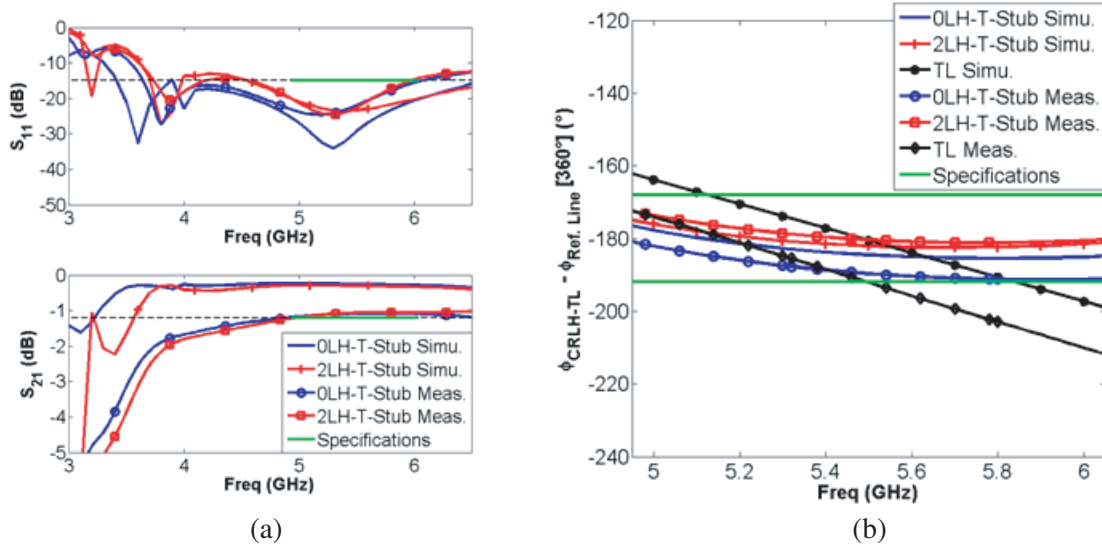 0
-10
-20
-30
-40
-50
S11 (dB)
3 4 5 6
Freq (GHz)
0
-1
-2
-3
-4
-5
S21 (dB)
0LH-T-Stub Simu.
2LH-T-Stub Simu.
0LH-T-Stub Meas.
2LH-T-Stub Meas.
Specifications
3 4 5 6
Freq (GHz)
(a)
-120
-140
-160
-180
-200
-220
-240
ϕCRLH-TL - ϕRef. Line [360°] (°)
0LH-T-Stub Simu.
2LH-T-Stub Simu.
TL Simu.
0LH-T-Stub Meas.
2LH-T-Stub Meas.
TL Meas.
Specifications
5 5.2 5.4 5.6 5.8 6
Freq (GHz)
(b)